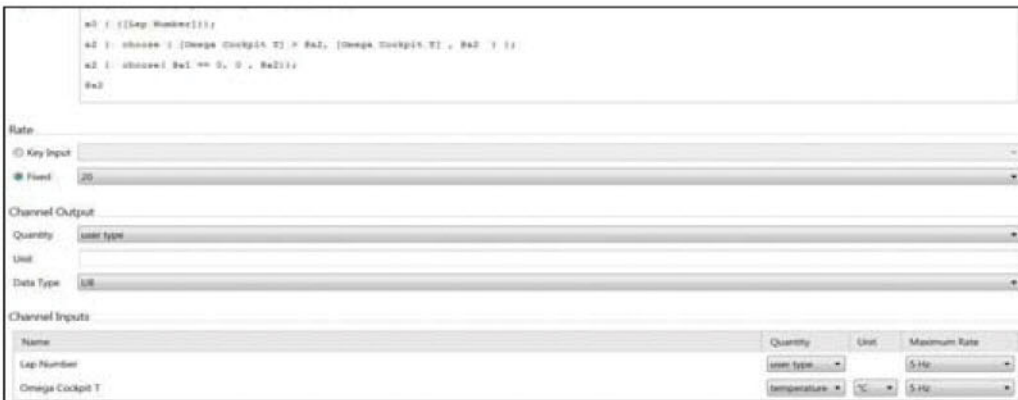 a0 ( ([Lap Number]));
a2 ( choose ( [Omega Cockpit T] > @a2, [Omega Cockpit T] , @a2 ) );
a2 ( choose( @a1 == 0, 0 , @a2));
@a2
Rate
Key Input
Fixed 20
Channel Output
Quantity user type
Unit
Data Type U8
Channel Inputs
Name Quantity Unit Maximum Rate
Lap Number user type 5 Hz
Omega Cockpit T temperature °C 5 Hz